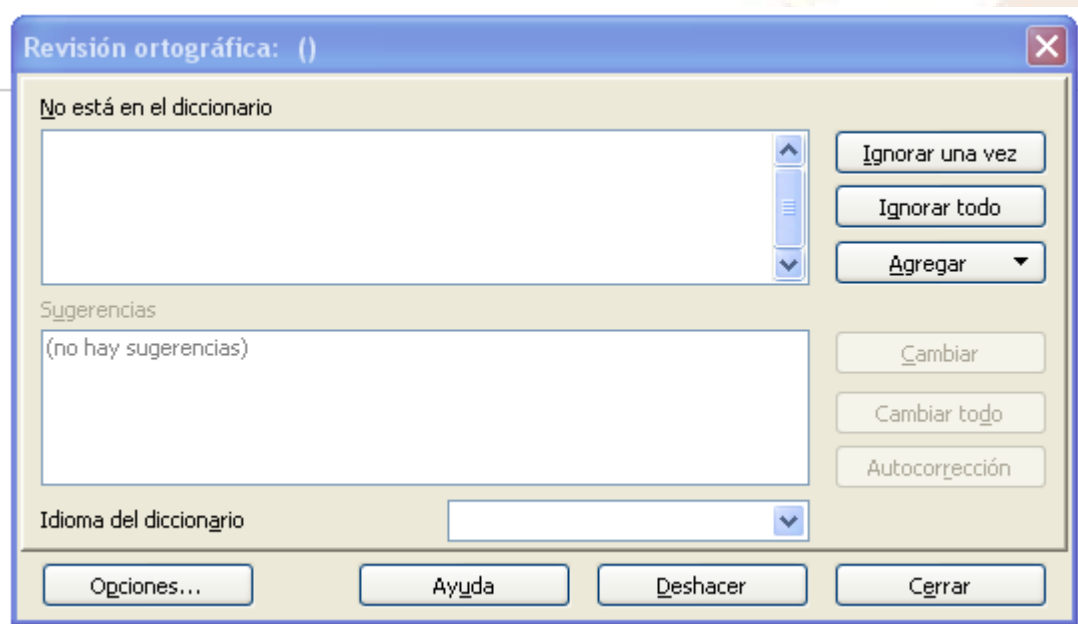 Revisión ortográfica: ()
No está en el diccionario
Ignorar una vez
Ignorar todo
Agregar
Sugerencias
(no hay sugerencias)
Cambiar
Cambiar todo
Autocorrección
Idioma del diccionario
Opciones...
Ayuda
Deshacer
Cerrar